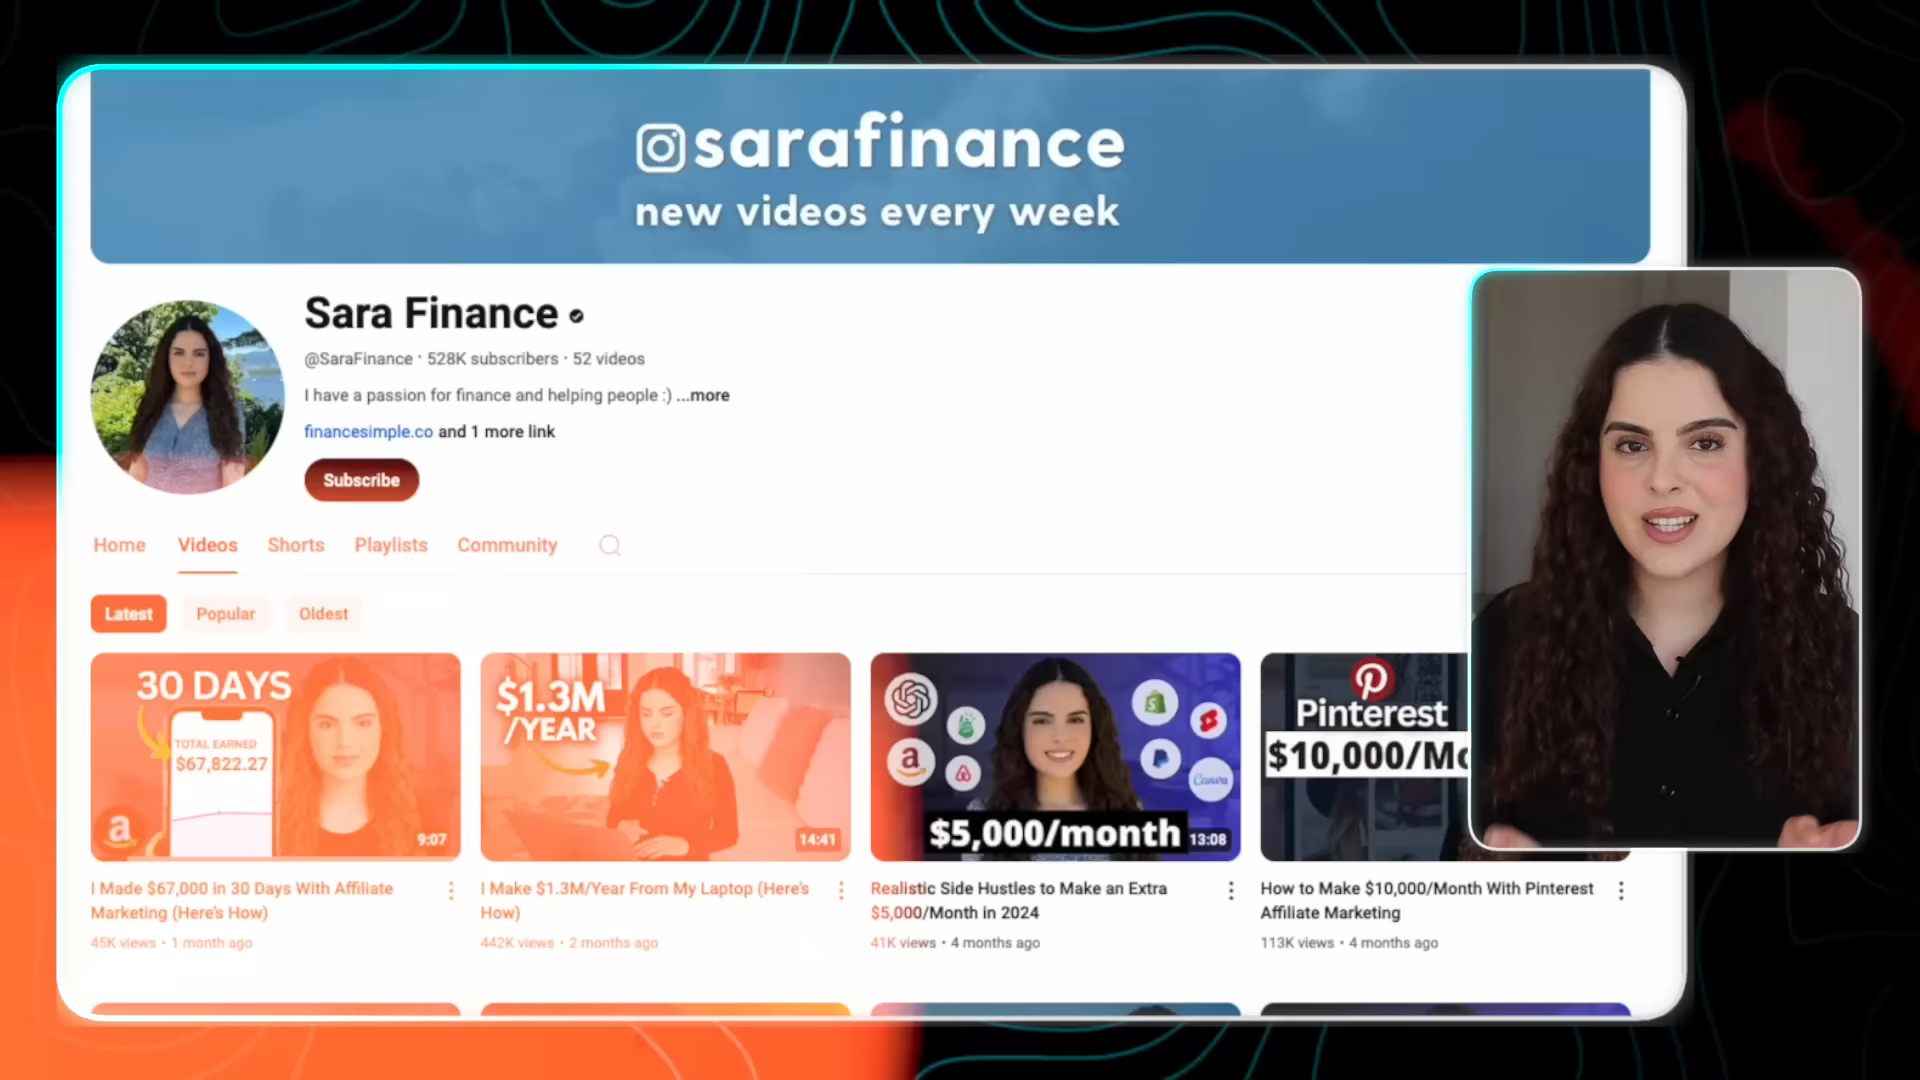 sarafinance
new videos every week
Sara Finance
@SaraFinance · 528K subscribers · 52 videos
I have a passion for finance and helping people :) ...more
financesimple.co and 1 more link
Subscribe
Home Videos Shorts Playlists Community
Latest Popular Oldest
30 DAYS
TOTAL EARNED
$67,822.27
a
9:07
I Made $67,000 in 30 Days With Affiliate
Marketing (Here's How)
45K views • 1 month ago
$1.3M
/YEAR
14:41
I Make $1.3M/Year From My Laptop (Here's
How)
442K views • 2 months ago
a
Canva
$5,000/month
13:08
Realistic Side Hustles to Make an Extra
$5,000/Month in 2024
41K views • 4 months ago
Pinterest
$10,000/Mo
How to Make $10,000/Month With Pinterest
Affiliate Marketing
113K views • 4 months ago